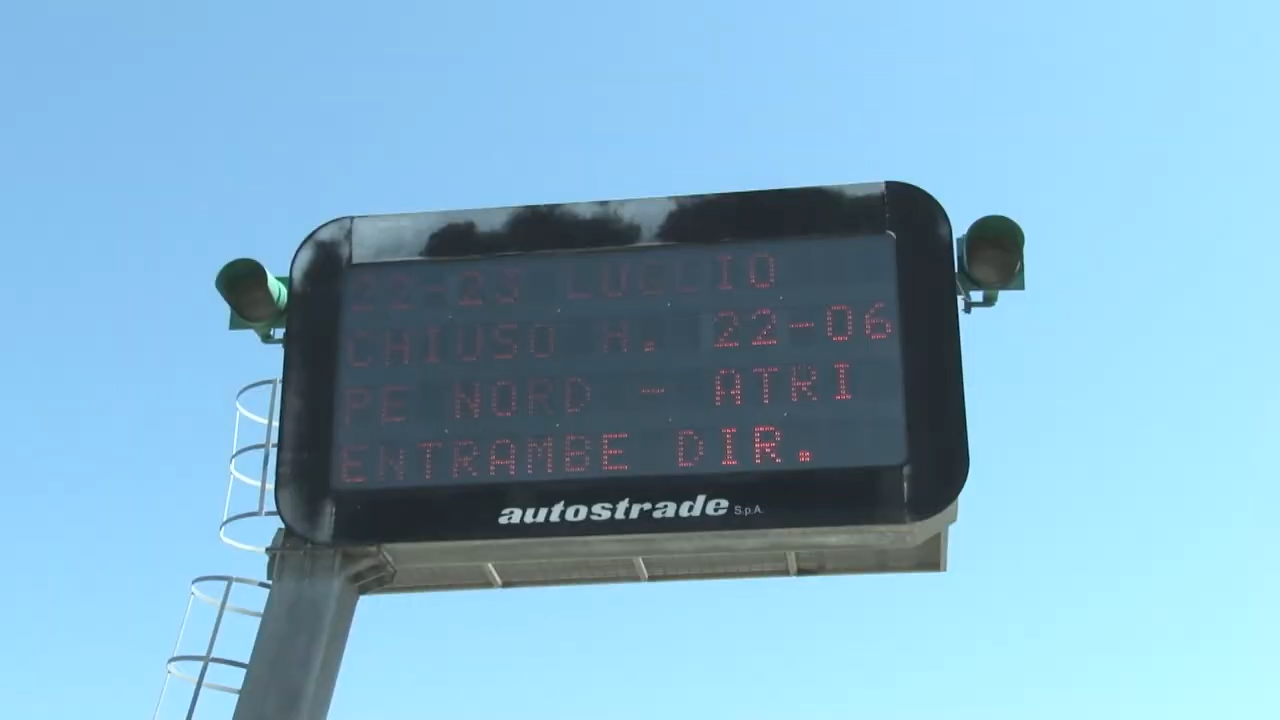 22-23 LUGLIO
CHIUSO H. 22-06
PE NORD - ATRI
ENTRAMBE DIR.
autostrade S.p.A.